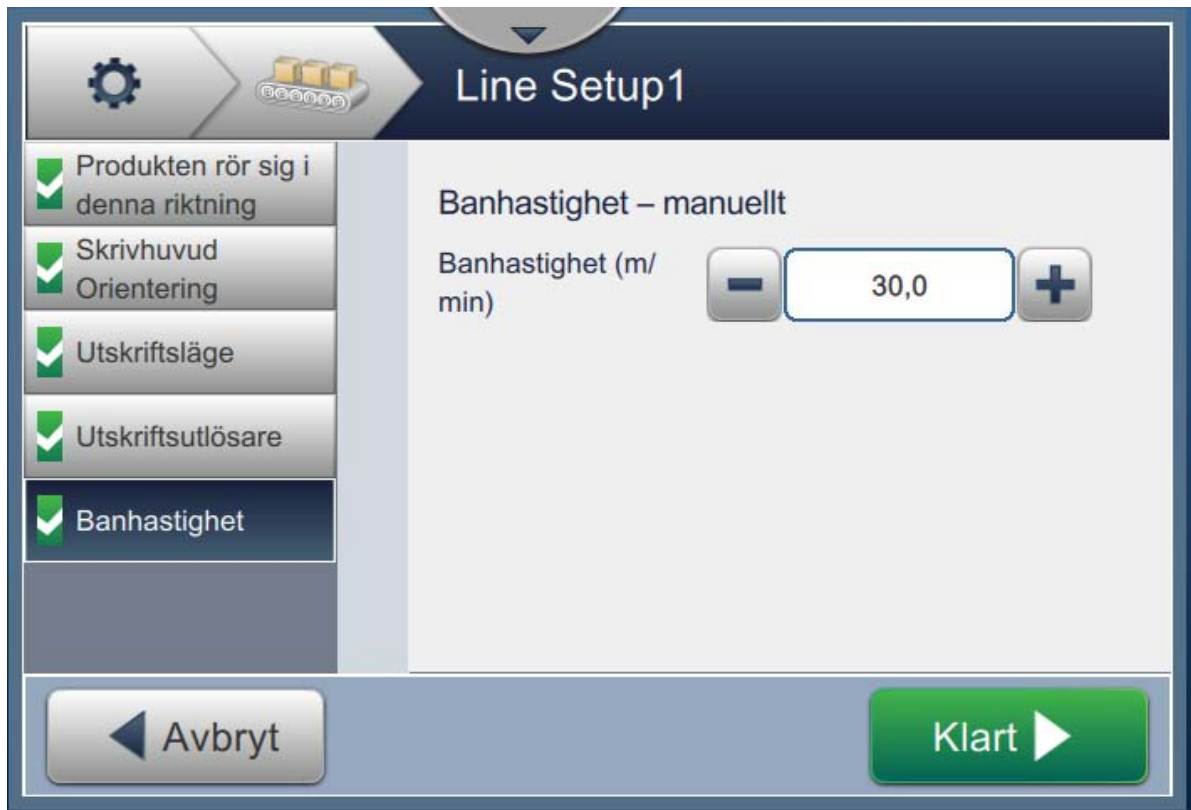 Line Setup1
Produkten rör sig i
denna riktning
Skrivhuvud
Orientering
Utskriftsläge
Utskriftsutlösare
Banhastighet
Banhastighet – manuellt
Banhastighet (m/
min)
30,0
Avbryt
Klart